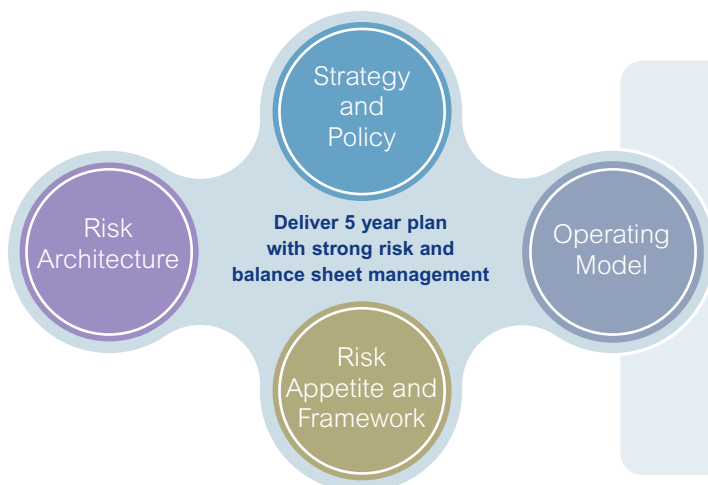 Strategy
and
Policy
Risk
Architecture
Deliver 5 year plan
with strong risk and
balance sheet management
Operating
Model
Risk
Appetite and
Framework